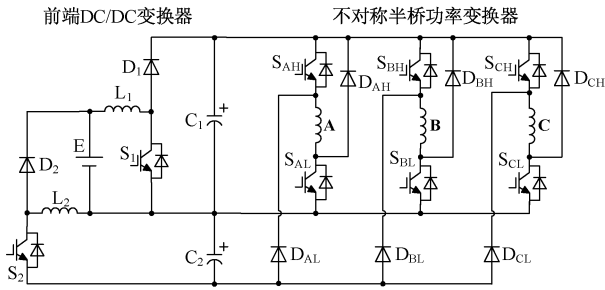 前端DC/DC变换器 不对称半桥功率变换器
D1 SAH DAH SBH DBH SCH DCH
L1 C1 A B C
E S1 SAL SBL SCL
D2
L2
S2 C2 DAL DBL DCL